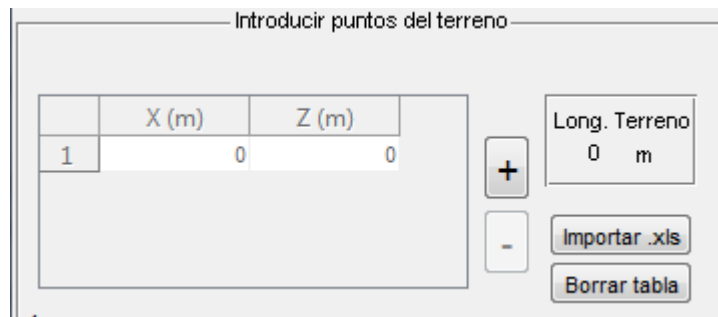 Introducir puntos del terreno
X (m) Z (m)
1 0 0
+
-
Long. Terreno
0 m
Importar .xls
Borrar tabla